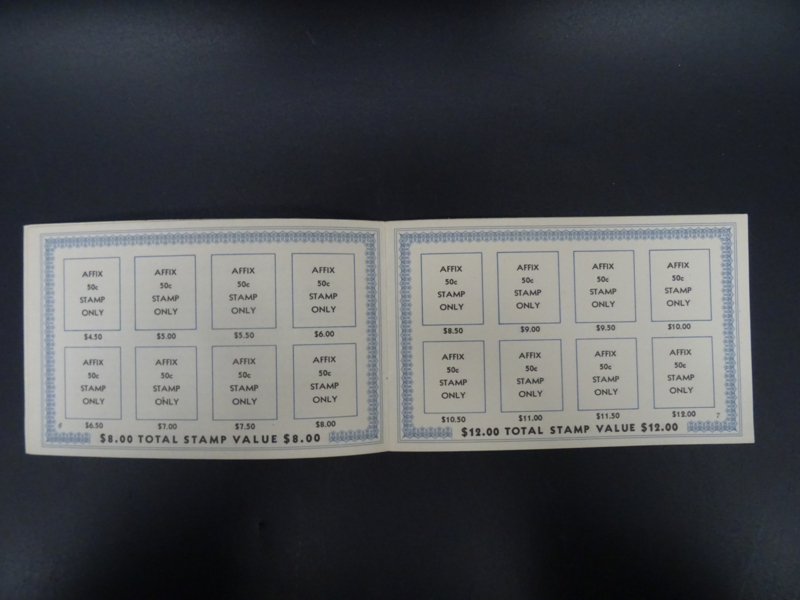 AFFIX
50c
STAMP
ONLY
$4.50
AFFIX
50c
STAMP
ONLY
$5.00
AFFIX
50c
STAMP
ONLY
$5.50
AFFIX
50c
STAMP
ONLY
$6.00
AFFIX
50c
STAMP
ONLY
$6.50
AFFIX
50c
STAMP
ONLY
$7.00
AFFIX
50c
STAMP
ONLY
$7.50
AFFIX
50c
STAMP
ONLY
$8.00
6
$8.00 TOTAL STAMP VALUE $8.00
AFFIX
50c
STAMP
ONLY
$8.50
AFFIX
50c
STAMP
ONLY
$9.00
AFFIX
50c
STAMP
ONLY
$9.50
AFFIX
50c
STAMP
ONLY
$10.00
AFFIX
50c
STAMP
ONLY
$10.50
AFFIX
50c
STAMP
ONLY
$11.00
AFFIX
50c
STAMP
ONLY
$11.50
AFFIX
50c
STAMP
ONLY
$12.00
7
$12.00 TOTAL STAMP VALUE $12.00